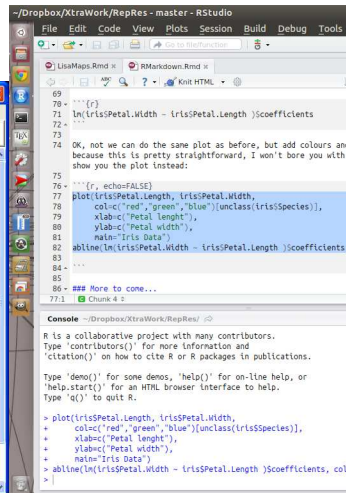 ~/Dropbox/XtraWork/RepRes - master - RStudio
File Edit Code View Plots Session Build Debug Tools
Go to file/function
LisaMaps.Rmd × RMarkdown.Rmd ×
ABC ? Knit HTML
69
70 ```{r}
71 lm(iris$Petal.Width ~ iris$Petal.Length )$coefficients
72 ```
73
74 OK, not we can do the same plot as before, but add colours and
because this is pretty straightforward, I won't bore you with
show you the plot instead:
75
76 ```{r, echo=FALSE}
77 plot(iris$Petal.Length, iris$Petal.Width,
78 col=c("red","green","blue")[unclass(iris$Species)],
79 xlab=c("Petal lenght"),
80 ylab=c("Petal width"),
81 main="Iris Data")
82 abline(lm(iris$Petal.Width ~ iris$Petal.Length )$coefficients
83
84 ```
85
86 ### More to come...
77:1 Chunk 4
Console ~/Dropbox/XtraWork/RepRes/
R is a collaborative project with many contributors.
Type 'contributors()' for more information and
'citation()' on how to cite R or R packages in publications.
Type 'demo()' for some demos, 'help()' for on-line help, or
'help.start()' for an HTML browser interface to help.
Type 'q()' to quit R.
> plot(iris$Petal.Length, iris$Petal.Width,
+ col=c("red","green","blue")[unclass(iris$Species)],
+ xlab=c("Petal lenght"),
+ ylab=c("Petal width"),
+ main="Iris Data")
> abline(lm(iris$Petal.Width ~ iris$Petal.Length )$coefficients, col
>